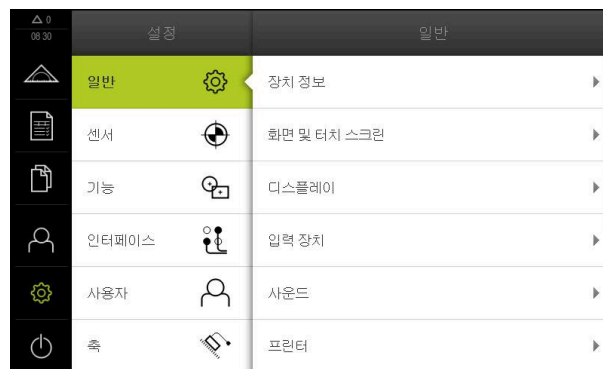 △ 0
08:30
설정
일반
일반
장치 정보
센서
화면 및 터치 스크린
기능
디스플레이
인터페이스
입력 장치
사용자
사운드
축
프린터